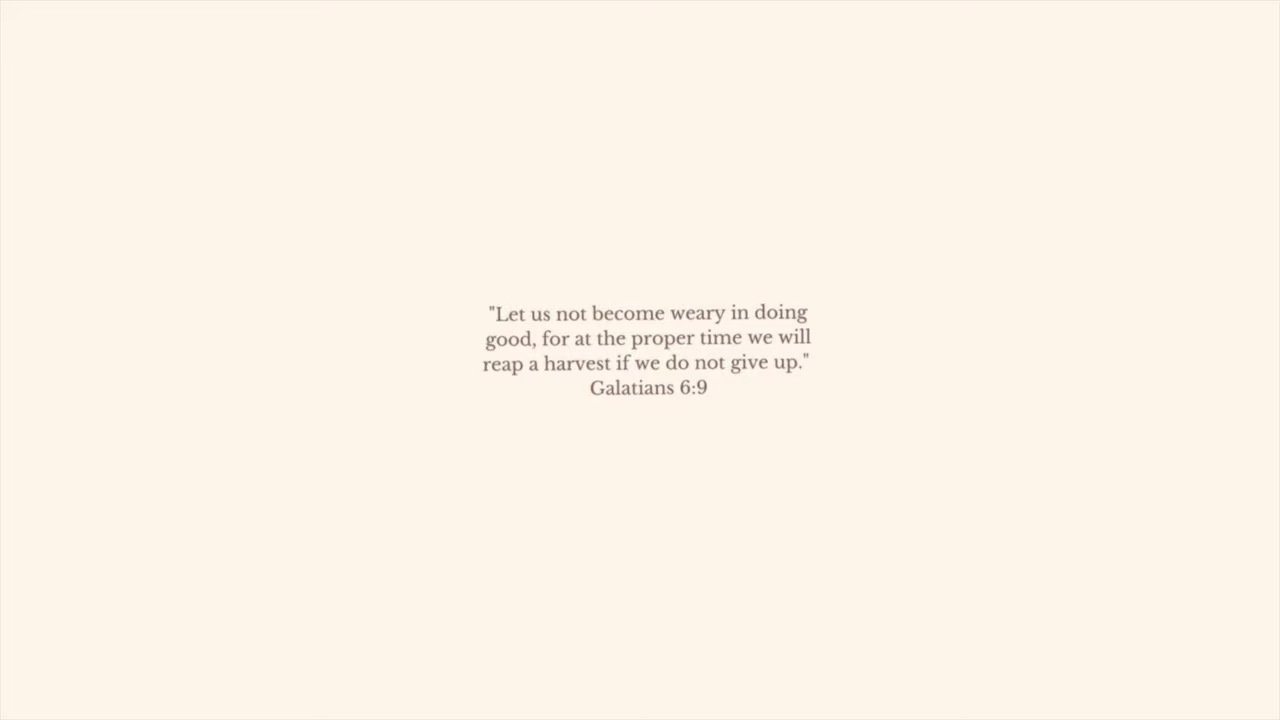 "Let us not become weary in doing
good, for at the proper time we will
reap a harvest if we do not give up."
Galatians 6:9